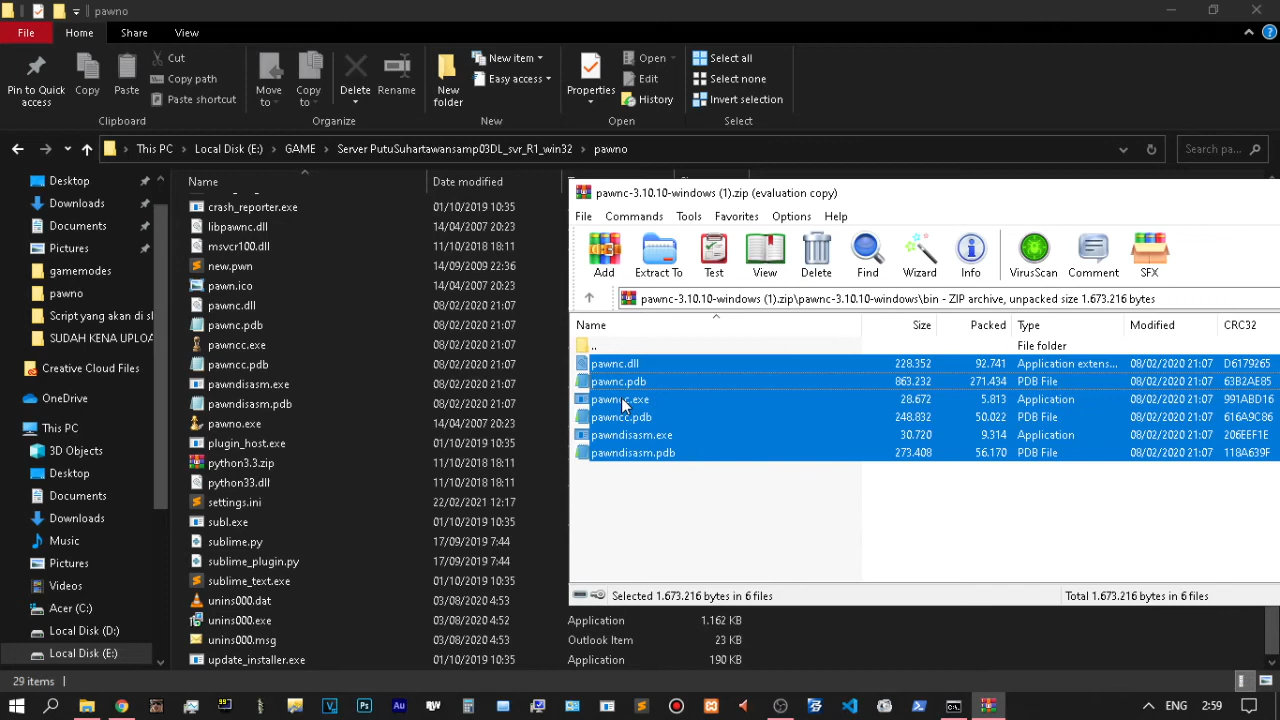 pawno
File Home Share View
Pin to Quick access
Copy
Paste
Cut
Copy path
Paste shortcut
Move to
Copy to
Delete
Rename
New folder
New item
Easy access
Properties
Open
Edit
History
Select all
Select none
Invert selection
Clipboard Organize New Open Select
This PC Local Disk (E:) GAME Server PutuSuhartawansamp03DL_svr_R1_win32 pawno
Search pa...
Desktop
Downloads
Documents
Pictures
gamemodes
pawno
Script yang akan di sl
SUDAH KENA UPLOA
Creative Cloud Files
OneDrive
This PC
3D Objects
Desktop
Documents
Downloads
Music
Pictures
Videos
Acer (C:)
Local Disk (D:)
Local Disk (E:)
Name Date modified
crash_reporter.exe 01/10/2019 10:35
libpawnc.dll 14/04/2007 20:23
msvcr100.dll 11/10/2018 18:11
new.pwn 14/09/2009 22:36
pawn.ico 14/04/2007 20:23
pawnc.dll 08/02/2020 21:07
pawnc.pdb 08/02/2020 21:07
pawncc.exe 08/02/2020 21:07
pawncc.pdb 08/02/2020 21:07
pawndisasm.exe 08/02/2020 21:07
pawndisasm.pdb 08/02/2020 21:07
pawno.exe 14/04/2007 20:23
plugin_host.exe 01/10/2019 10:35
python3.3.zip 11/10/2018 18:11
python33.dll 11/10/2018 18:11
settings.ini 22/02/2021 12:17
subl.exe 01/10/2019 10:35
sublime.py 17/09/2019 7:44
sublime_plugin.py 17/09/2019 7:44
sublime_text.exe 01/10/2019 10:35
unins000.dat 03/08/2020 4:53
unins000.exe 03/08/2020 4:52 Application 1.162 KB
unins000.msg 03/08/2020 4:53 Outlook Item 23 KB
update_installer.exe 01/10/2019 10:35 Application 190 KB
29 items
pawnc-3.10.10-windows (1).zip (evaluation copy)
File Commands Tools Favorites Options Help
Add Extract To Test View Delete Find Wizard Info VirusScan Comment SFX
pawnc-3.10.10-windows (1).zip\pawnc-3.10.10-windows\bin - ZIP archive, unpacked size 1.673.216 bytes
Name Size Packed Type Modified CRC32
.. File folder
pawnc.dll 228.352 92.741 Application extens... 08/02/2020 21:07 D6179265
pawnc.pdb 863.232 271.434 PDB File 08/02/2020 21:07 63B2AE85
pawncc.exe 28.672 5.813 Application 08/02/2020 21:07 991ABD16
pawncc.pdb 248.832 50.022 PDB File 08/02/2020 21:07 616A9C86
pawndisasm.exe 30.720 9.314 Application 08/02/2020 21:07 206EEF1E
pawndisasm.pdb 273.408 56.170 PDB File 08/02/2020 21:07 118A639F
Selected 1.673.216 bytes in 6 files Total 1.673.216 bytes in 6 files
ENG 2:59